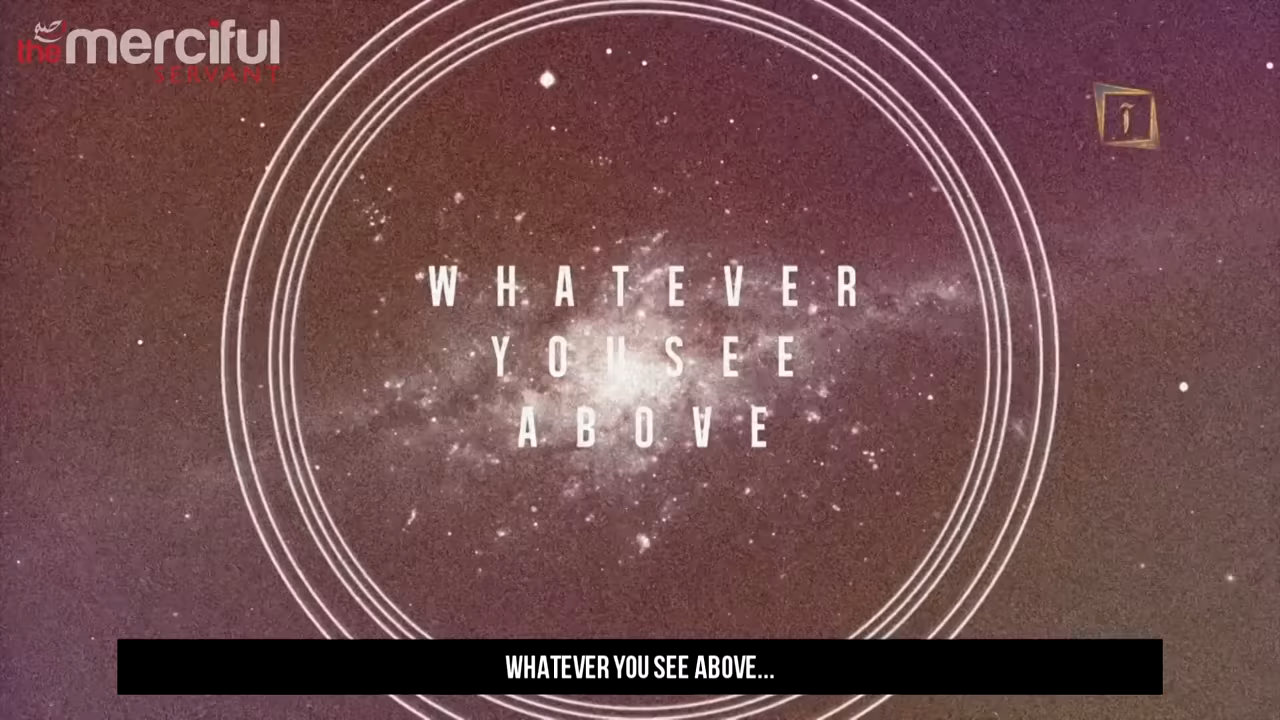 the merciful
SERVANT
WHATEVER
YOU SEE
ABOVE
WHATEVER YOU SEE ABOVE...